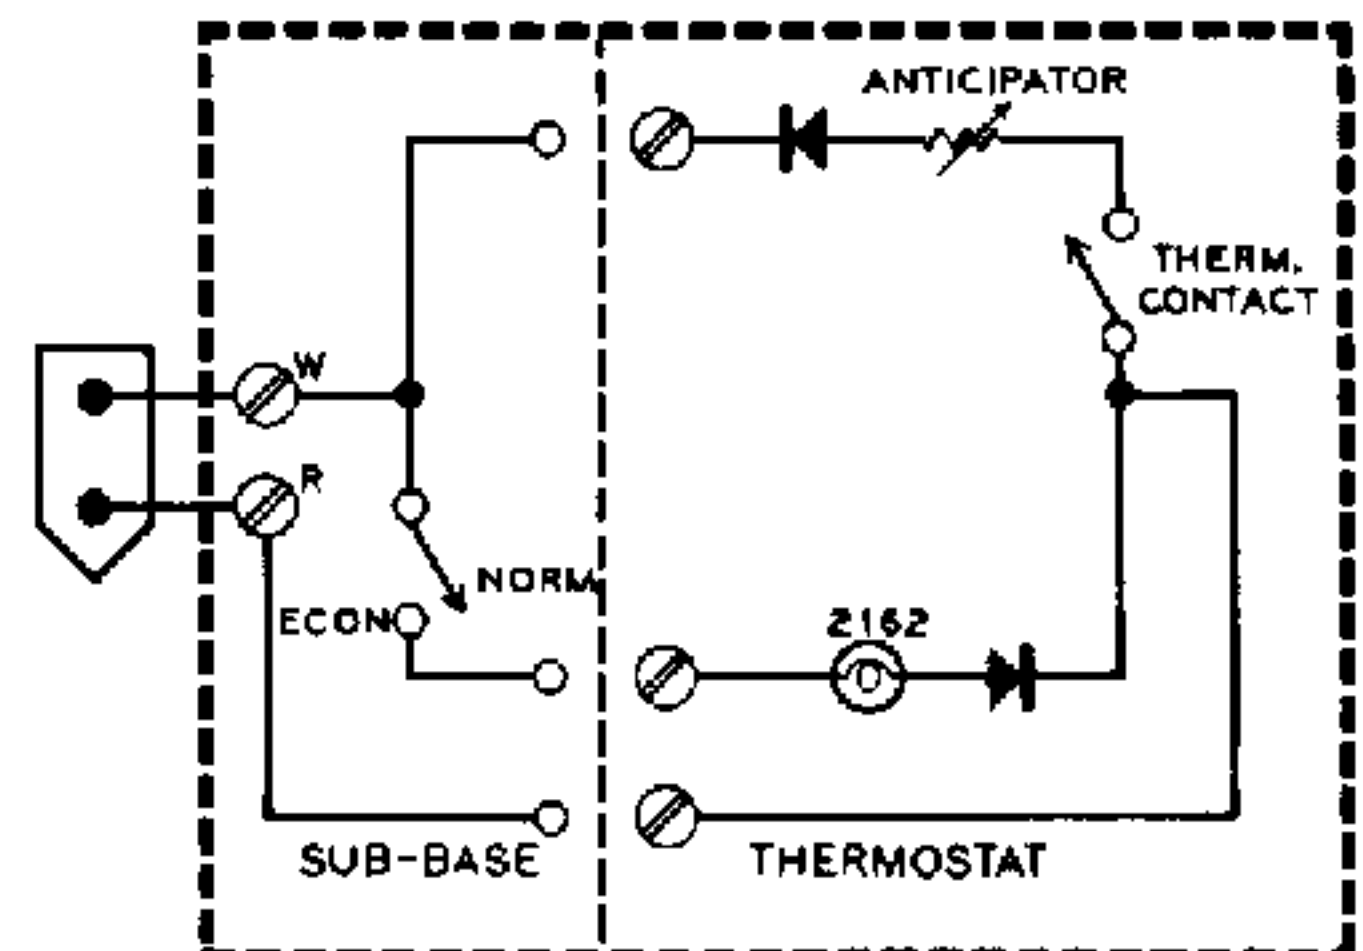 ANTICIPATOR
THERM.
CONTACT
W
R
NORM.
ECON
2162
SUB-BASE
THERMOSTAT